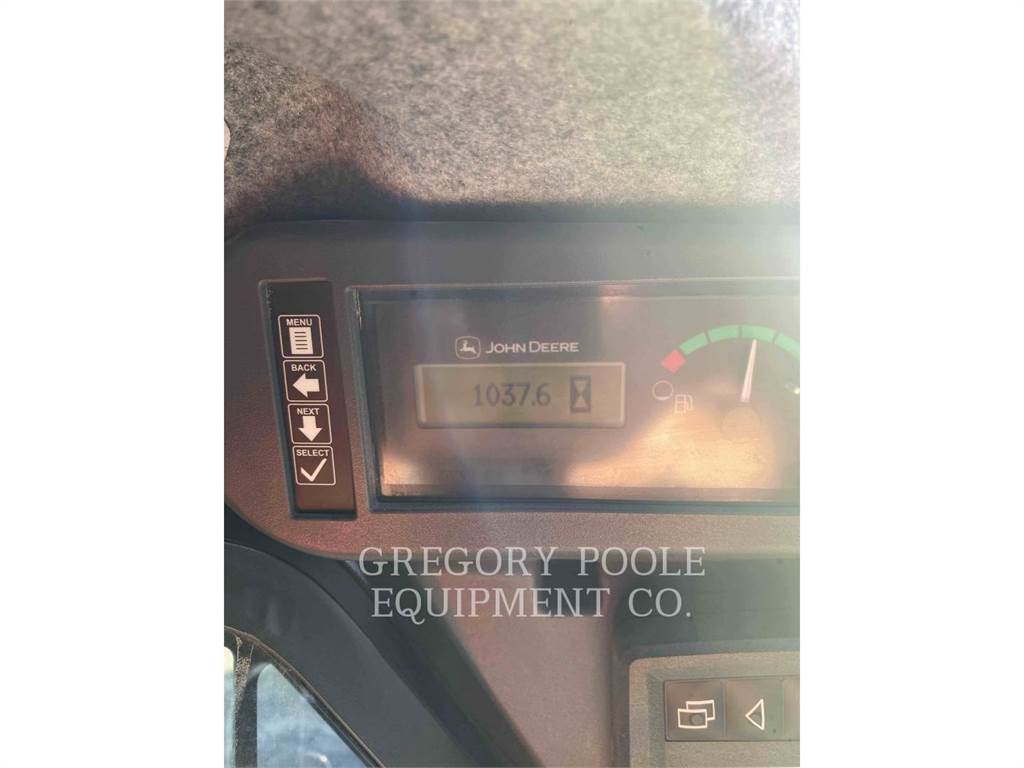 MENU
BACK
NEXT
SELECT
JOHN DEERE
1037.6
GREGORY POOLE
EQUIPMENT CO.